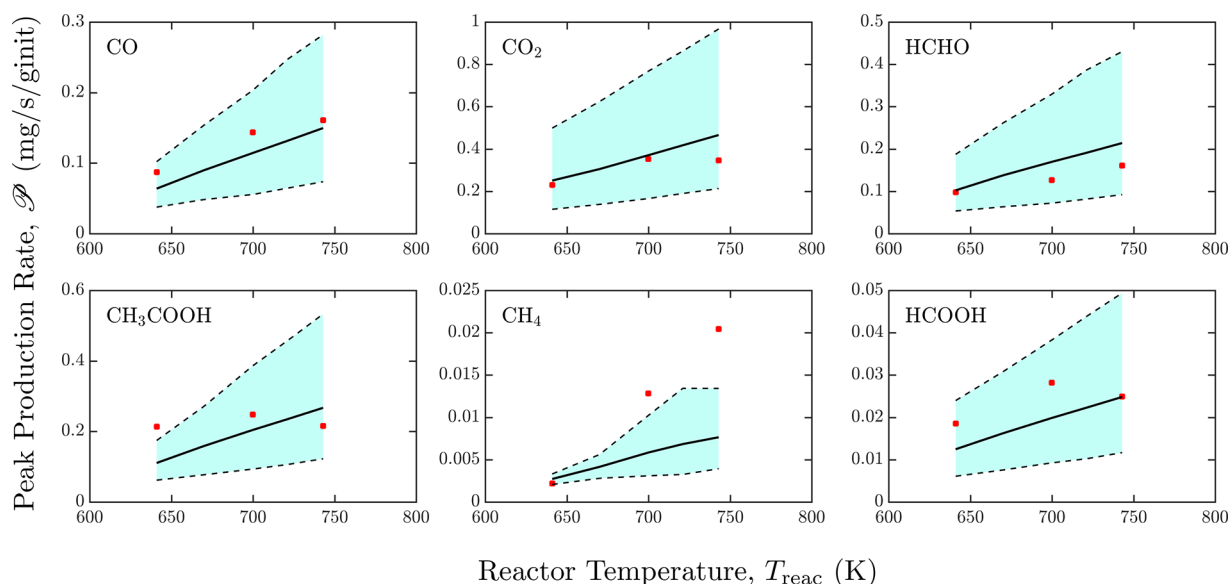 Peak Production Rate, 𝒫 (mg/s/ginit)
CO
0.3
0.2
0.1
0
600 650 700 750 800
CO₂
1
0.8
0.6
0.4
0.2
0
600 650 700 750 800
HCHO
0.5
0.4
0.3
0.2
0.1
0
600 650 700 750 800
CH₃COOH
0.6
0.4
0.2
0
600 650 700 750 800
CH₄
0.025
0.02
0.015
0.01
0.005
0
600 650 700 750 800
HCOOH
0.05
0.04
0.03
0.02
0.01
0
600 650 700 750 800
Reactor Temperature, T_reac (K)